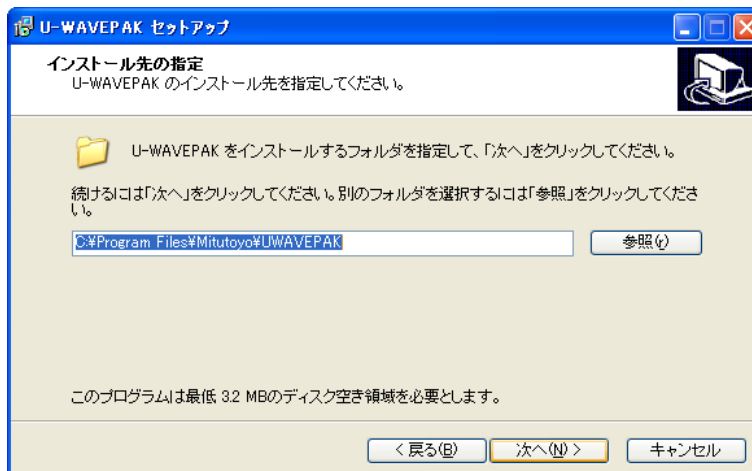 U-WAVEPAK セットアップ
インストール先の指定
U-WAVEPAK のインストール先を指定してください。
U-WAVEPAK をインストールするフォルダを指定して、「次へ」をクリックしてください。
続けるには「次へ」をクリックしてください。別のフォルダを選択するには「参照」をクリックしてくださ
い。
C:¥Program Files¥Mitutoyo¥UWAVEPAK
参照(r)
このプログラムは最低 3.2 MBのディスク空き領域を必要とします。
< 戻る(B)
次へ(N) >
キャンセル